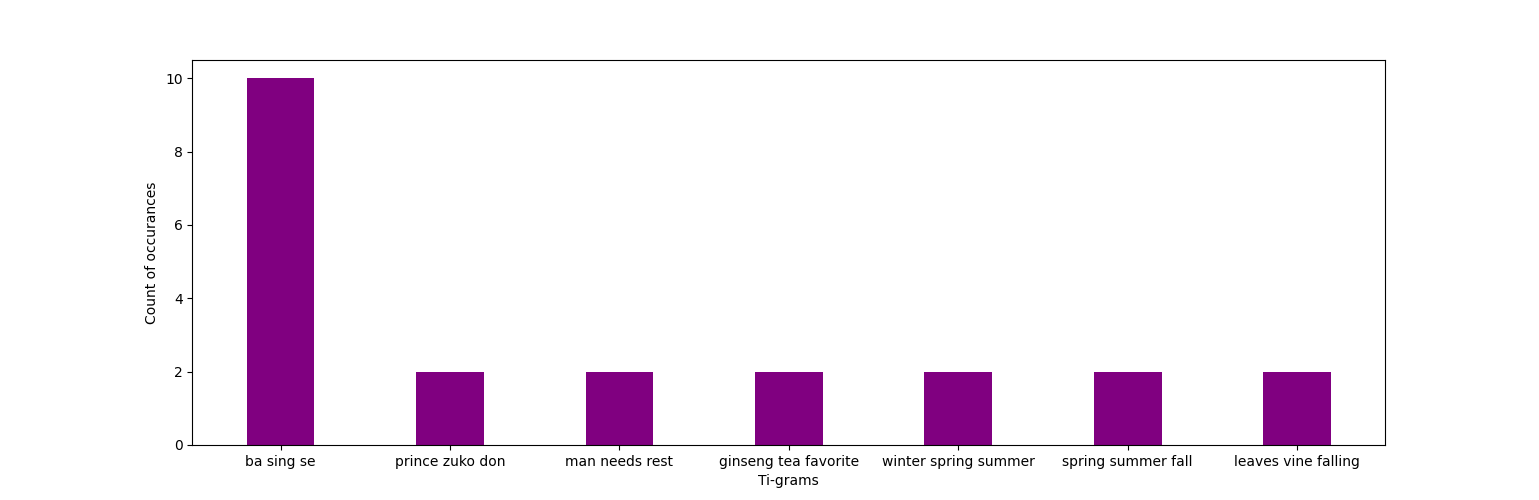 10
8
6
4
2
0
Count of occurances
ba sing se
prince zuko don
man needs rest
ginseng tea favorite
winter spring summer
spring summer fall
leaves vine falling
Ti-grams